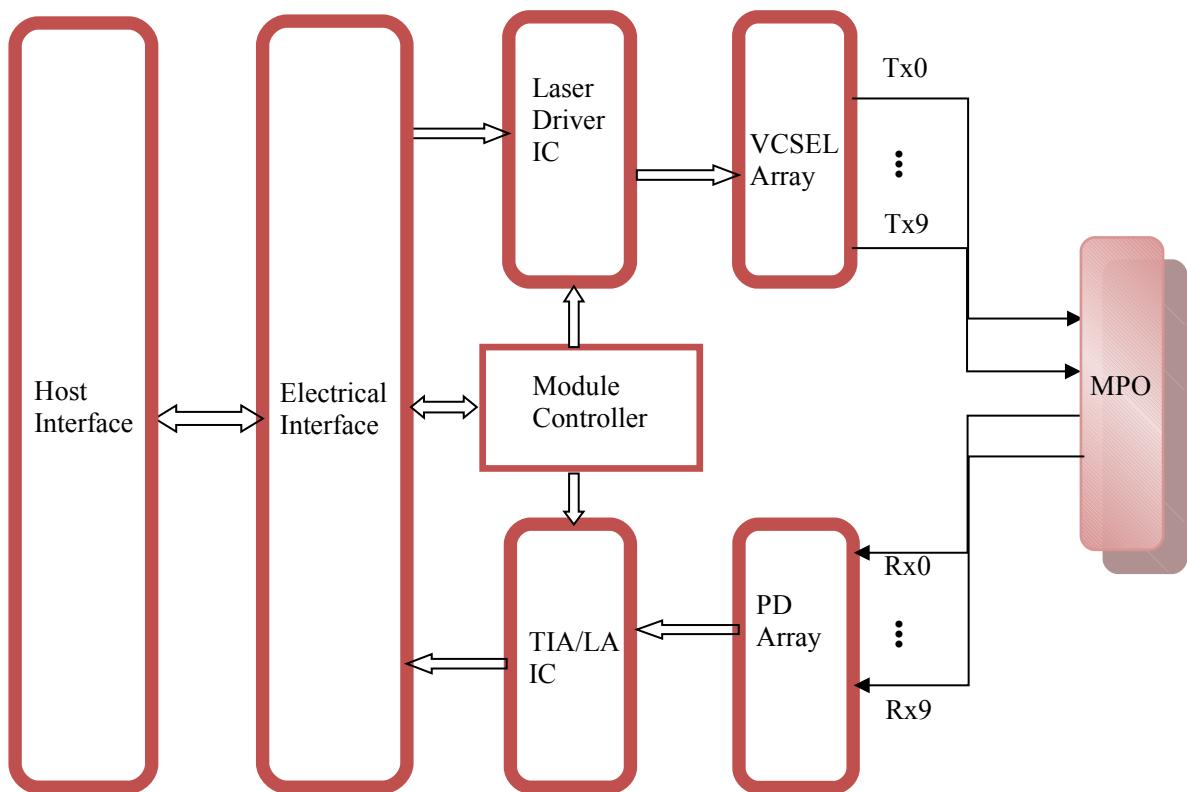 Host
Interface
Electrical
Interface
Laser
Driver
IC
VCSEL
Array
Tx0
Tx9
Module
Controller
MPO
TIA/LA
IC
PD
Array
Rx0
Rx9